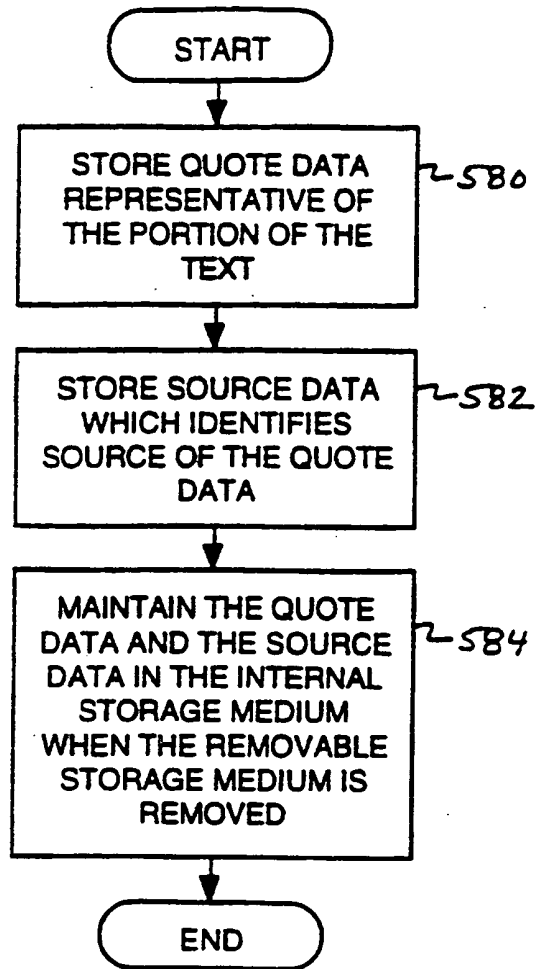 START
STORE QUOTE DATA
REPRESENTATIVE OF
THE PORTION OF THE
TEXT
580
STORE SOURCE DATA
WHICH IDENTIFIES
SOURCE OF THE QUOTE
DATA
582
MAINTAIN THE QUOTE
DATA AND THE SOURCE
DATA IN THE INTERNAL
STORAGE MEDIUM
WHEN THE REMOVABLE
STORAGE MEDIUM IS
REMOVED
584
END